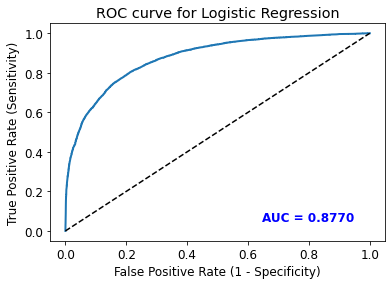 ROC curve for Logistic Regression
True Positive Rate (Sensitivity)
1.0
0.8
0.6
0.4
0.2
0.0
AUC = 0.8770
0.0 0.2 0.4 0.6 0.8 1.0
False Positive Rate (1 - Specificity)